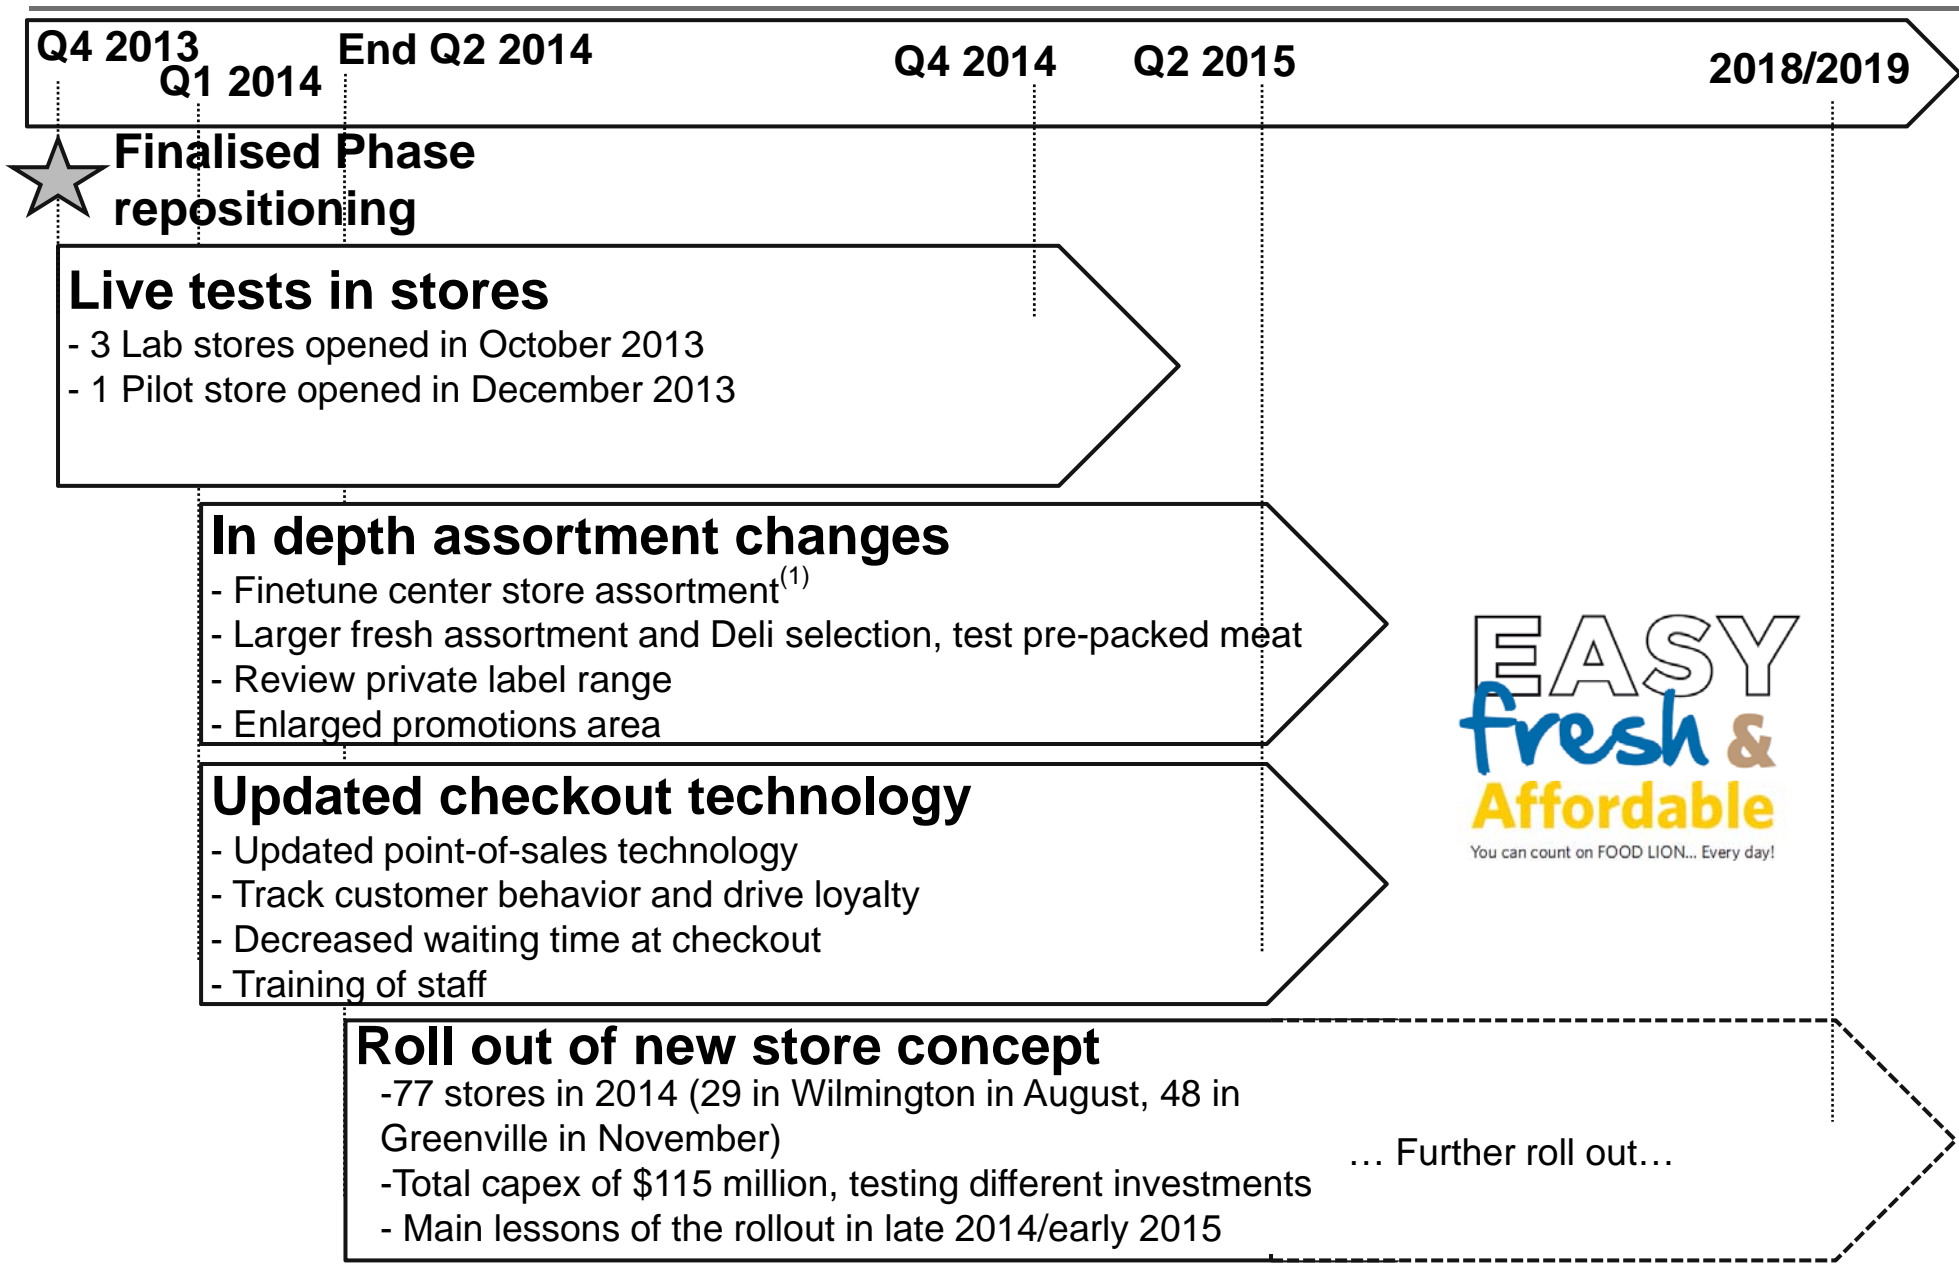 Q4 2013
Q1 2014
End Q2 2014
Q4 2014
Q2 2015
2018/2019
Finalised Phase
repositioning
Live tests in stores
- 3 Lab stores opened in October 2013
- 1 Pilot store opened in December 2013
In depth assortment changes
- Finetune center store assortment(1)
- Larger fresh assortment and Deli selection, test pre-packed meat
- Review private label range
- Enlarged promotions area
EASY
fresh &
Affordable
You can count on FOOD LION... Every day!
Updated checkout technology
- Updated point-of-sales technology
- Track customer behavior and drive loyalty
- Decreased waiting time at checkout
- Training of staff
Roll out of new store concept
-77 stores in 2014 (29 in Wilmington in August, 48 in
Greenville in November)
-Total capex of $115 million, testing different investments
- Main lessons of the rollout in late 2014/early 2015
… Further roll out…